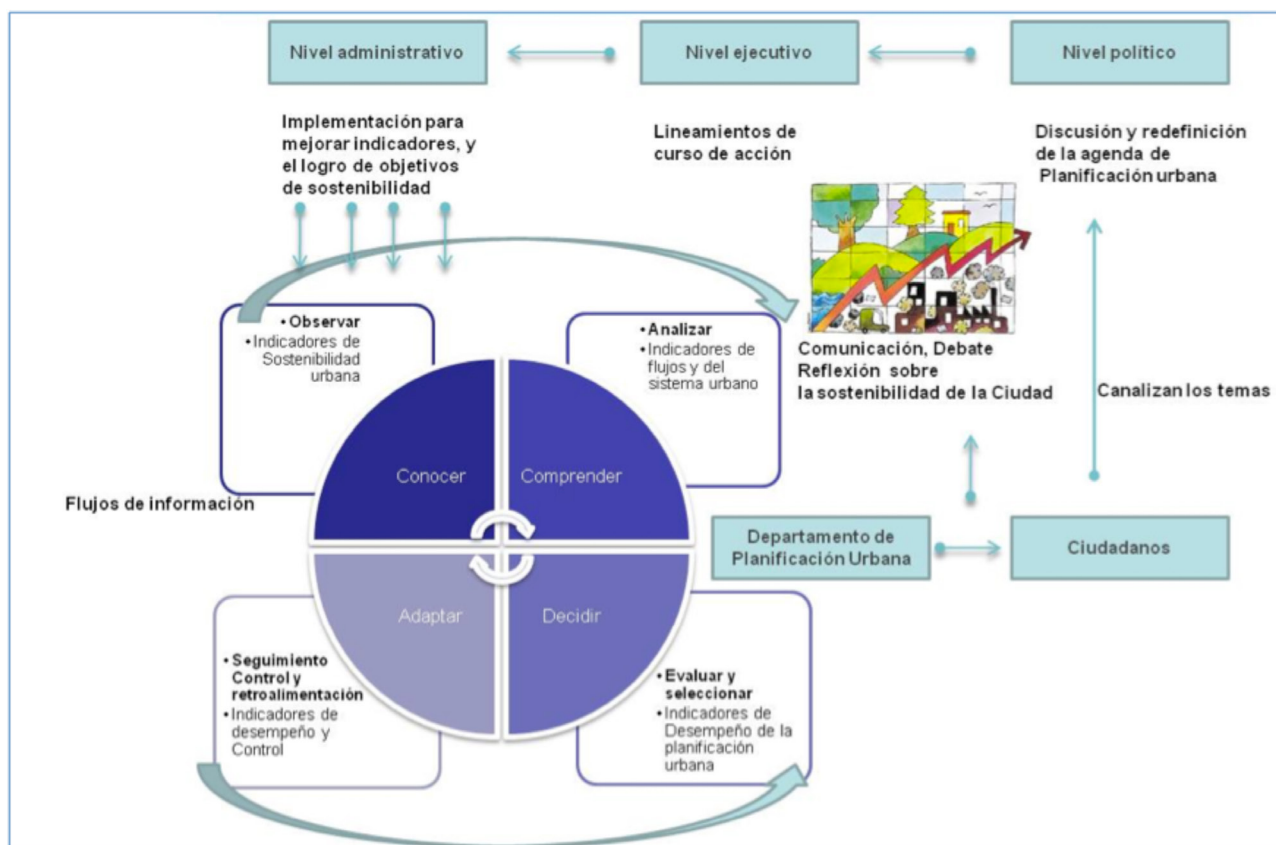 Nivel administrativo
Nivel ejecutivo
Nivel político
Implementación para
mejorar indicadores, y
el logro de objetivos
de sostenibilidad
Lineamientos de
curso de acción
Discusión y redefinición
de la agenda de
Planificación urbana
• Observar
• Indicadores de
Sostenibilidad
urbana
• Analizar
• Indicadores de
flujos y del
sistema urbano
Comunicación, Debate
Reflexión sobre
la sostenibilidad de la Ciudad
Canalizan los temas
Conocer
Comprender
Flujos de información
Departamento de
Planificación Urbana
Ciudadanos
Adaptar
Decidir
• Seguimiento
Control y
retroalimentación
• Indicadores de
desempeño y
Control
• Evaluar y
seleccionar
• Indicadores de
Desempeño de la
planificación
urbana